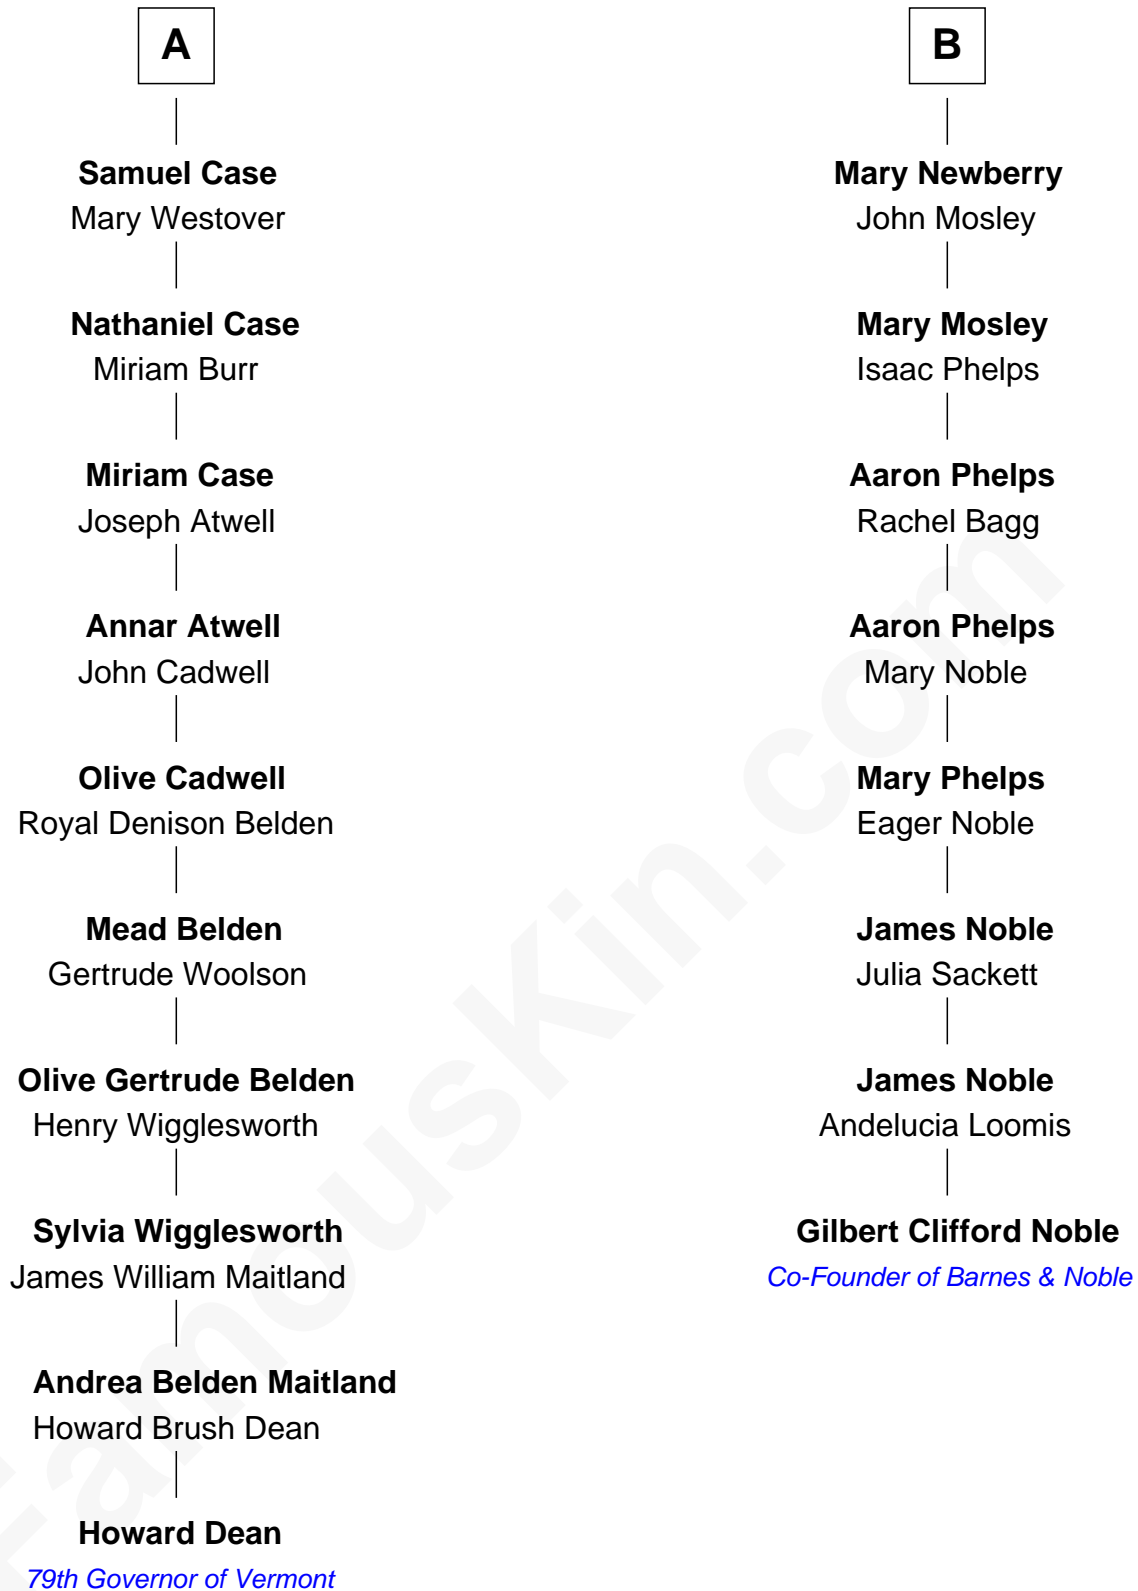 A
Samuel Case
Mary Westover
Nathaniel Case
Miriam Burr
Miriam Case
Joseph Atwell
Annar Atwell
John Cadwell
Olive Cadwell
Royal Denison Belden
Mead Belden
Gertrude Woolson
Olive Gertrude Belden
Henry Wigglesworth
Sylvia Wigglesworth
James William Maitland
Andrea Belden Maitland
Howard Brush Dean
Howard Dean
79th Governor of Vermont
B
Mary Newberry
John Mosley
Mary Mosley
Isaac Phelps
Aaron Phelps
Rachel Bagg
Aaron Phelps
Mary Noble
Mary Phelps
Eager Noble
James Noble
Julia Sackett
James Noble
Andelucia Loomis
Gilbert Clifford Noble
Co-Founder of Barnes & Noble
FamousKin.com